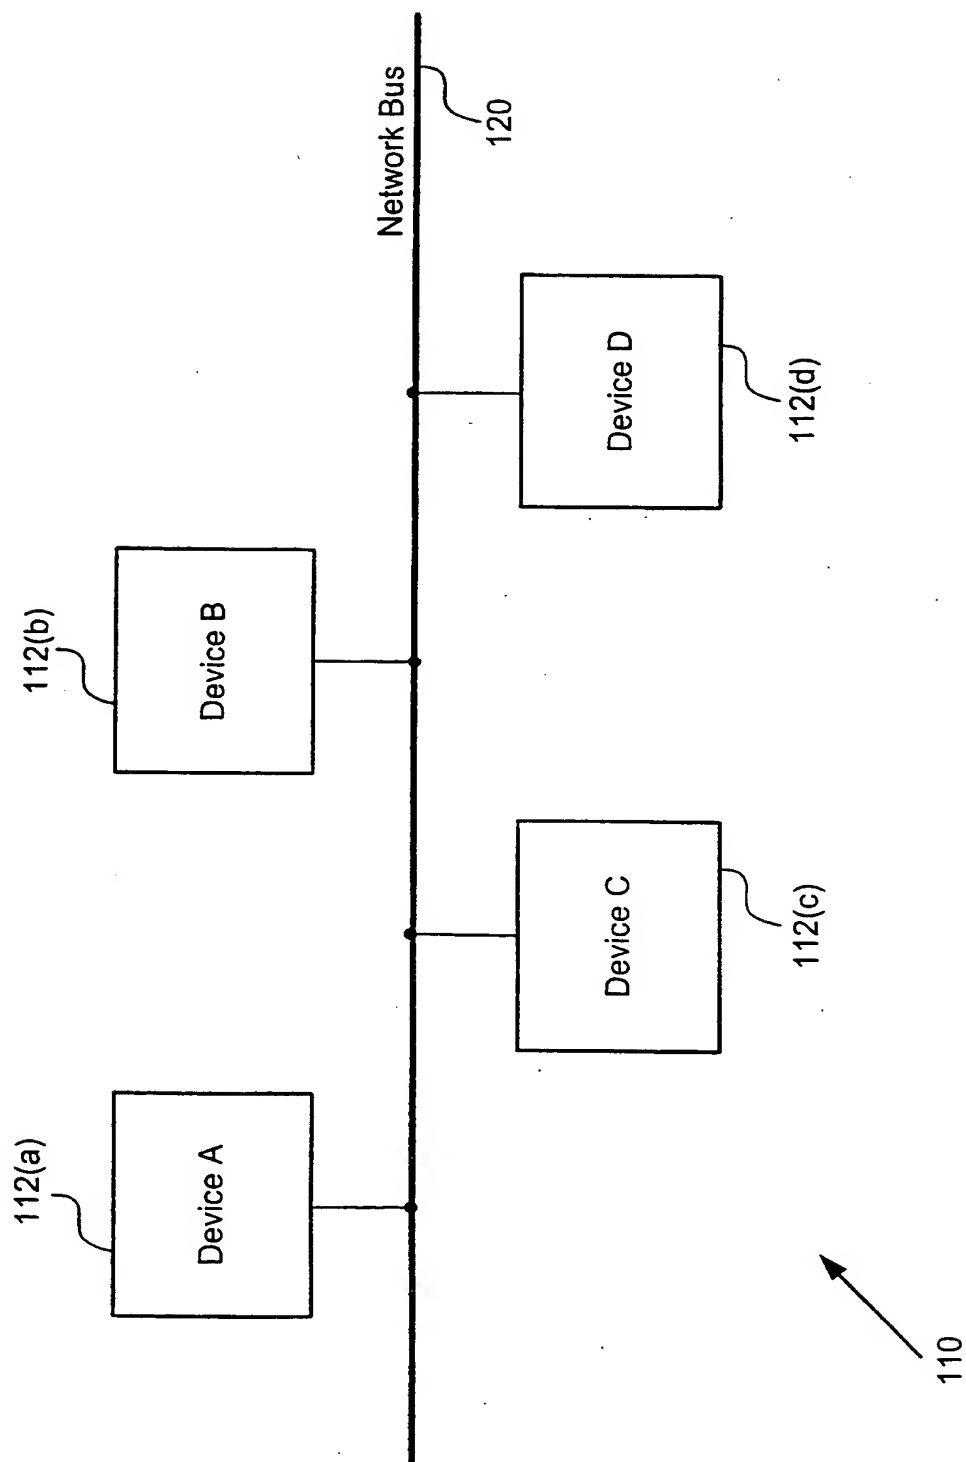 112(a)
Device A
112(b)
Device B
Network Bus
120
Device C
112(c)
Device D
112(d)
110